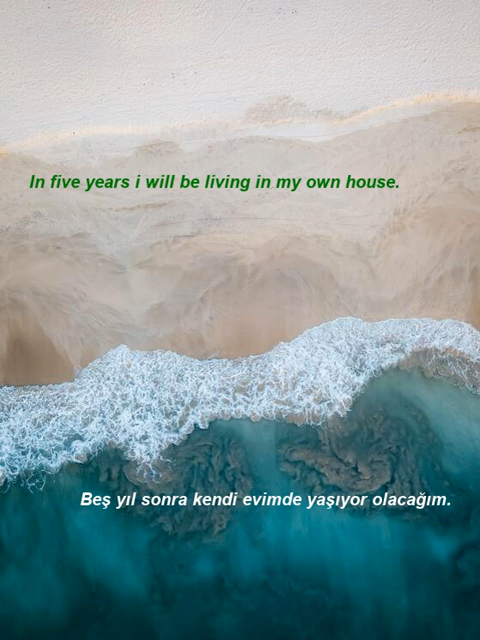 In five years i will be living in my own house.
Beş yıl sonra kendi evimde yaşıyor olacağım.